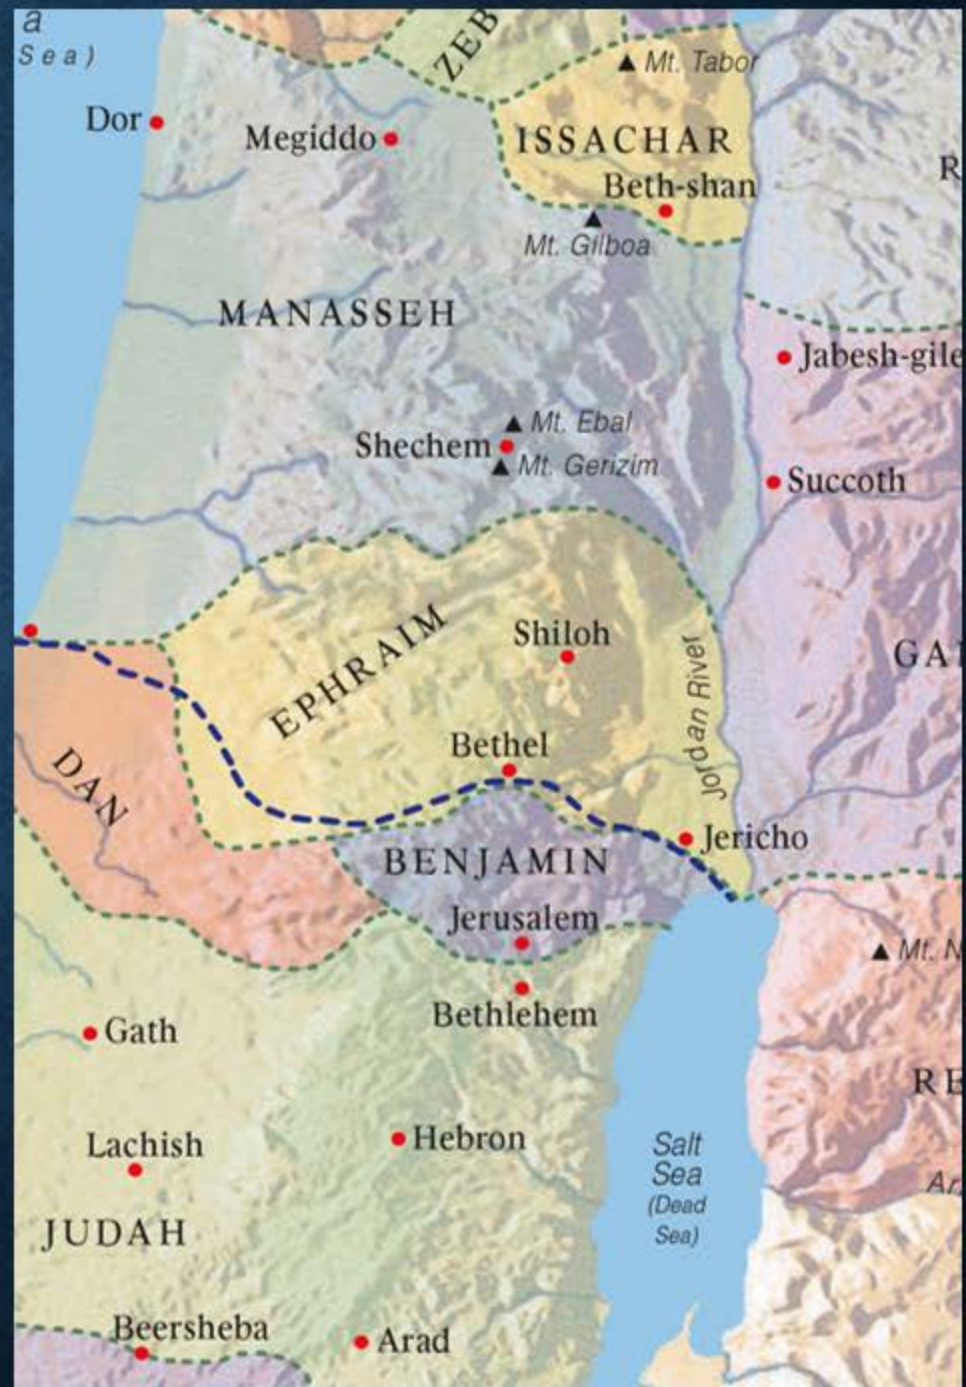 a
Sea)
ZEB
Mt. Tabor
Dor
Megiddo
ISSACHAR
R
Beth-shan
Mt. Gilboa
MANASSEH
Jabesh-gile
Mt. Ebal
Shechem
Mt. Gerizim
Succoth
EPHRAIM
Shiloh
Jordan River
GA
Bethel
DAN
Jericho
BENJAMIN
Jerusalem
Mt. N
Bethlehem
Gath
RE
Hebron
Lachish
Salt
Sea
(Dead
Sea)
Ar
JUDAH
Beersheba
Arad